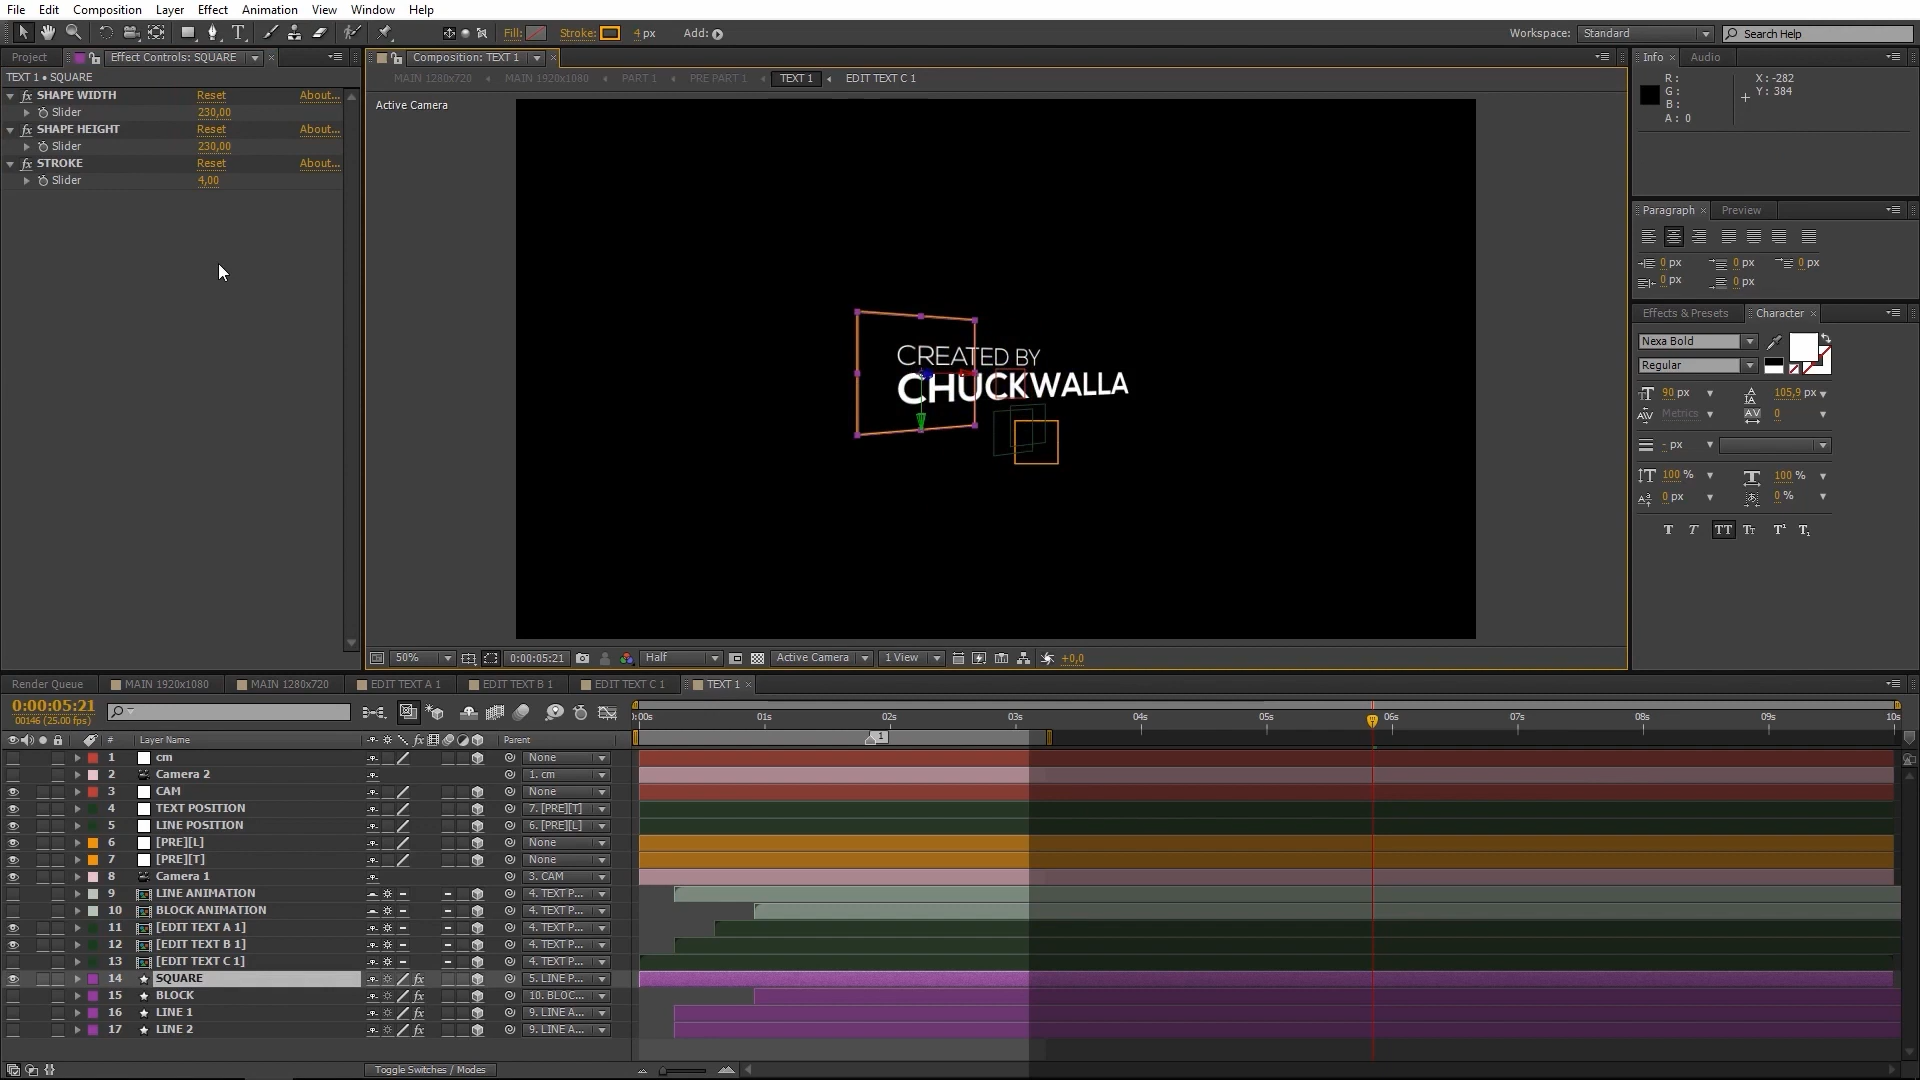 File Edit Composition Layer Effect Animation View Window Help
Fill: Stroke: 4 px Add: Workspace: Standard Search Help
Project Effect Controls: SQUARE Composition: TEXT 1 Info Audio
TEXT 1 • SQUARE MAIN 1280x720 MAIN 1920x1080 PART 1 PRE PART 1 TEXT 1 EDIT TEXT C 1
SHAPE WIDTH Reset About...
Slider 230,00
SHAPE HEIGHT Reset About...
Slider 230,00
STROKE Reset About...
Slider 4,00
Active Camera
CREATED BY
CHUCKWALLA
R: X: -282
G: Y: 384
B:
A: 0
Paragraph Preview
0 px 0 px 0 px
0 px 0 px
Effects & Presets Character
Nexa Bold
Regular
90 px 105,9 px
Metrics 0
- px
100 % 100 %
0 px 0 %
T T TT Tr T¹ T₁
50% 0:00:05:21 Half Active Camera 1 View +0,0
Render Queue MAIN 1920x1080 MAIN 1280x720 EDIT TEXT A 1 EDIT TEXT B 1 EDIT TEXT C 1 TEXT 1
0:00:05:21
00146 (25.00 fps)
:00s 01s 02s 03s 04s 05s 06s 07s 08s 09s 10s
# Layer Name Parent 1
1 cm None
2 Camera 2 1. cm
3 CAM None
4 TEXT POSITION 7. [PRE][T]
5 LINE POSITION 6. [PRE][L]
6 [PRE][L] None
7 [PRE][T] None
8 Camera 1 3. CAM
9 LINE ANIMATION 4. TEXT P...
10 BLOCK ANIMATION 4. TEXT P...
11 [EDIT TEXT A 1] 4. TEXT P...
12 [EDIT TEXT B 1] 4. TEXT P...
13 [EDIT TEXT C 1] 4. TEXT P...
14 SQUARE fx 5. LINE P...
15 BLOCK fx 10. BLOC...
16 LINE 1 fx 9. LINE A...
17 LINE 2 fx 9. LINE A...
Toggle Switches / Modes